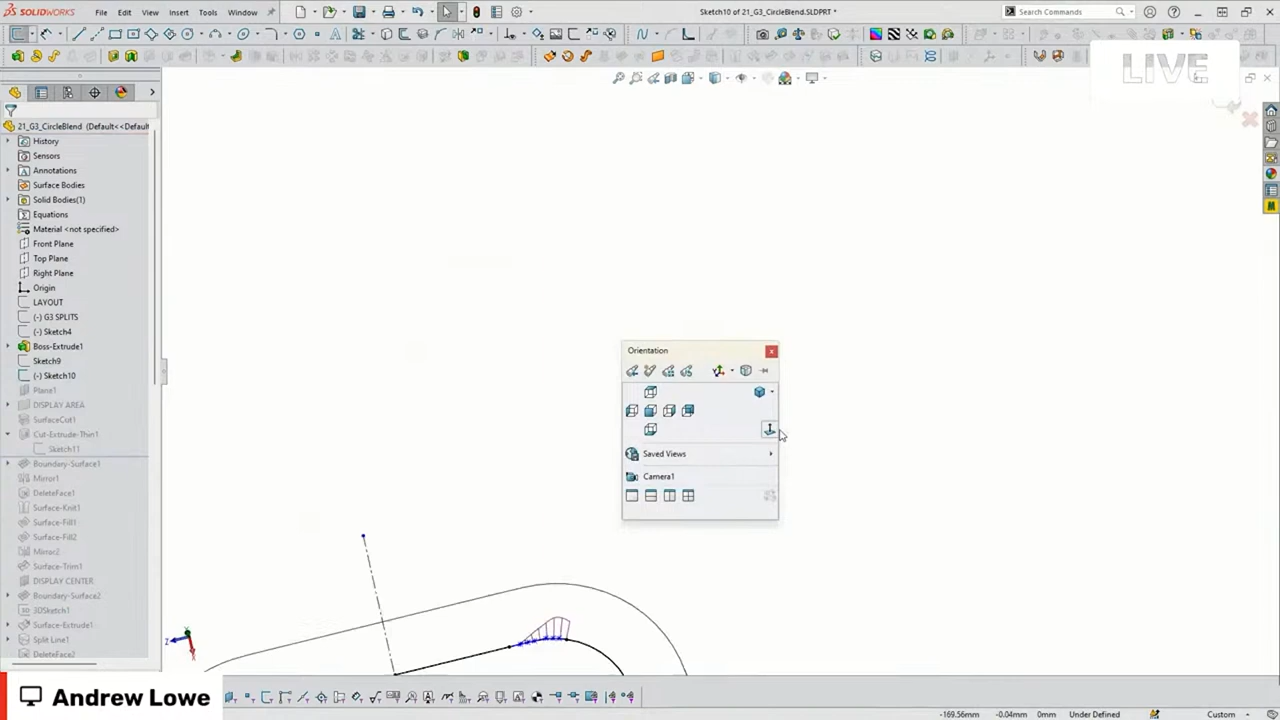 SOLIDWORKS File Edit View Insert Tools Window
Sketch10 of 21_G3_CircleBlend.SLDPRT *
Search Commands
LIVE
21_G3_CircleBlend (Default<<Default
History
Sensors
Annotations
Surface Bodies
Solid Bodies(1)
Equations
Material <not specified>
Front Plane
Top Plane
Right Plane
Origin
LAYOUT
(-) G3 SPLITS
(-) Sketch4
Boss-Extrude1
Sketch9
(-) Sketch10
Plane1
DISPLAY AREA
SurfaceCut1
Cut-Extrude-Thin1
Sketch11
Boundary-Surface1
Mirror1
DeleteFace1
Surface-Knit1
Surface-Fill1
Surface-Fill2
Mirror2
Surface-Trim1
DISPLAY CENTER
Boundary-Surface2
3DSketch1
Surface-Extrude1
Split Line1
DeleteFace2
Orientation
Saved Views
Camera1
Z
Andrew Lowe
-169.56mm -0.04mm 0mm Under Defined Custom